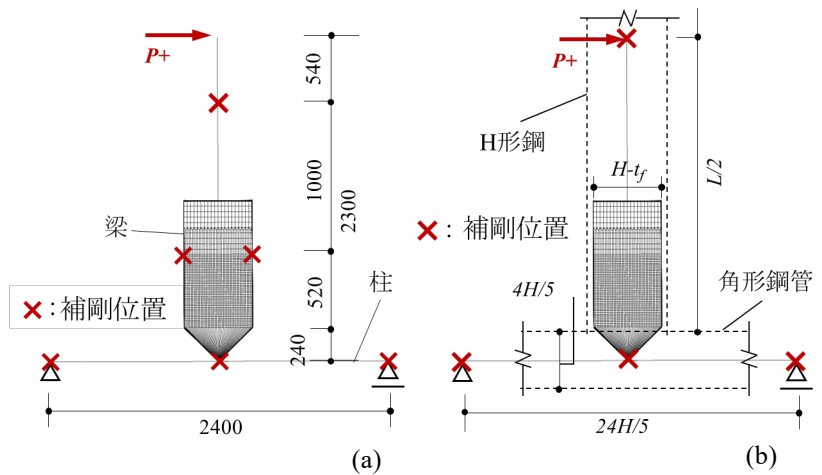 P+
540
1000
2300
520
240
梁
柱
×：補剛位置
2400
(a)
P+
H形鋼
H-tf
L/2
×：補剛位置
4H/5
角形鋼管
24H/5
(b)